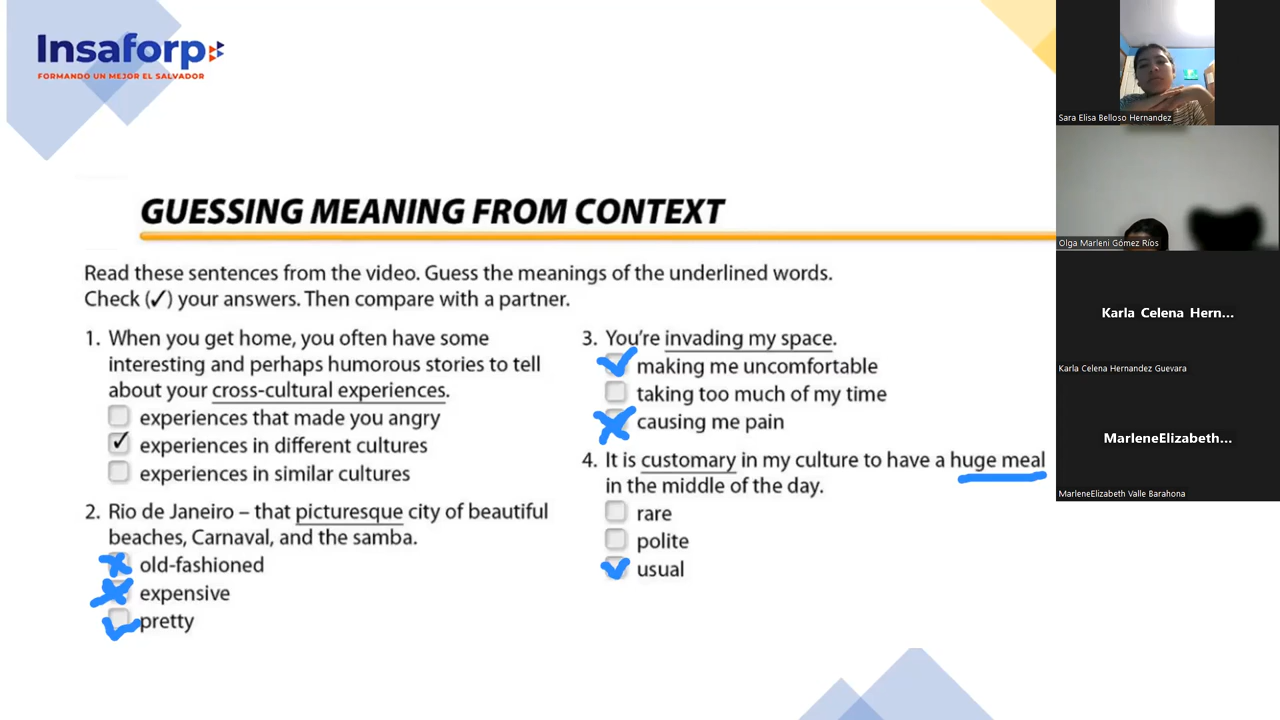 Insaforp
FORMANDO UN MEJOR EL SALVADOR
GUESSING MEANING FROM CONTEXT
Read these sentences from the video. Guess the meanings of the underlined words.
Check (✓) your answers. Then compare with a partner.
1. When you get home, you often have some
interesting and perhaps humorous stories to tell
about your cross-cultural experiences.
experiences that made you angry
✓ experiences in different cultures
experiences in similar cultures
2. Rio de Janeiro – that picturesque city of beautiful
beaches, Carnaval, and the samba.
old-fashioned
expensive
pretty
3. You're invading my space.
making me uncomfortable
taking too much of my time
causing me pain
4. It is customary in my culture to have a huge meal
in the middle of the day.
rare
polite
usual
Sara Elisa Belloso Hernandez
Olga Marleni Gómez Ríos
Karla Celena Hern...
Karla Celena Hernandez Guevara
MarleneElizabeth...
MarleneElizabeth Valle Barahona